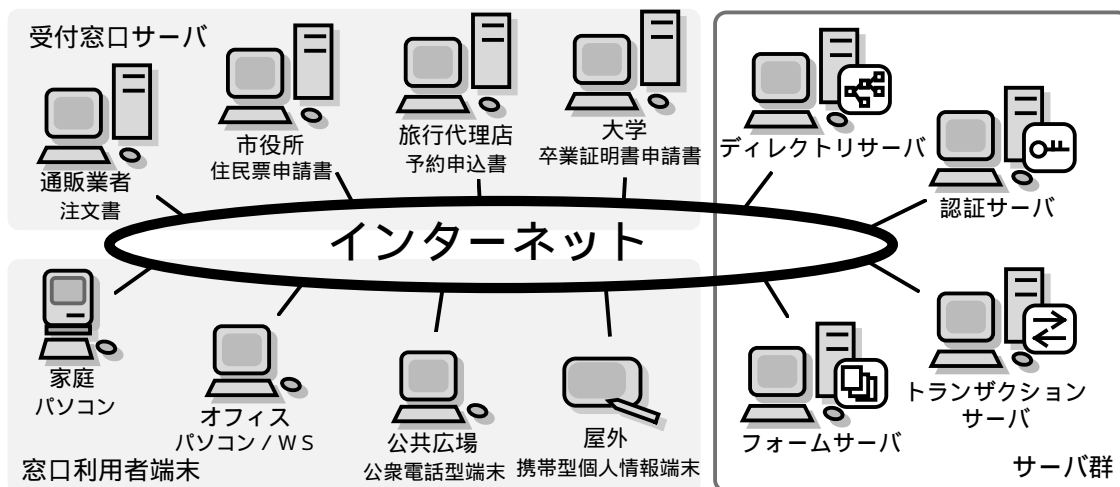 受付窓口サーバ
通販業者
注文書
市役所
住民票申請書
旅行代理店
予約申込書
大学
卒業証明書申請書
ディレクトリサーバ
認証サーバ
インターネット
家庭
パソコン
オフィス
パソコン / W S
公共広場
公衆電話型端末
屋外
携帯型個人情報端末
窓口利用者端末
フォームサーバ
トランザクション
サーバ
サーバ群